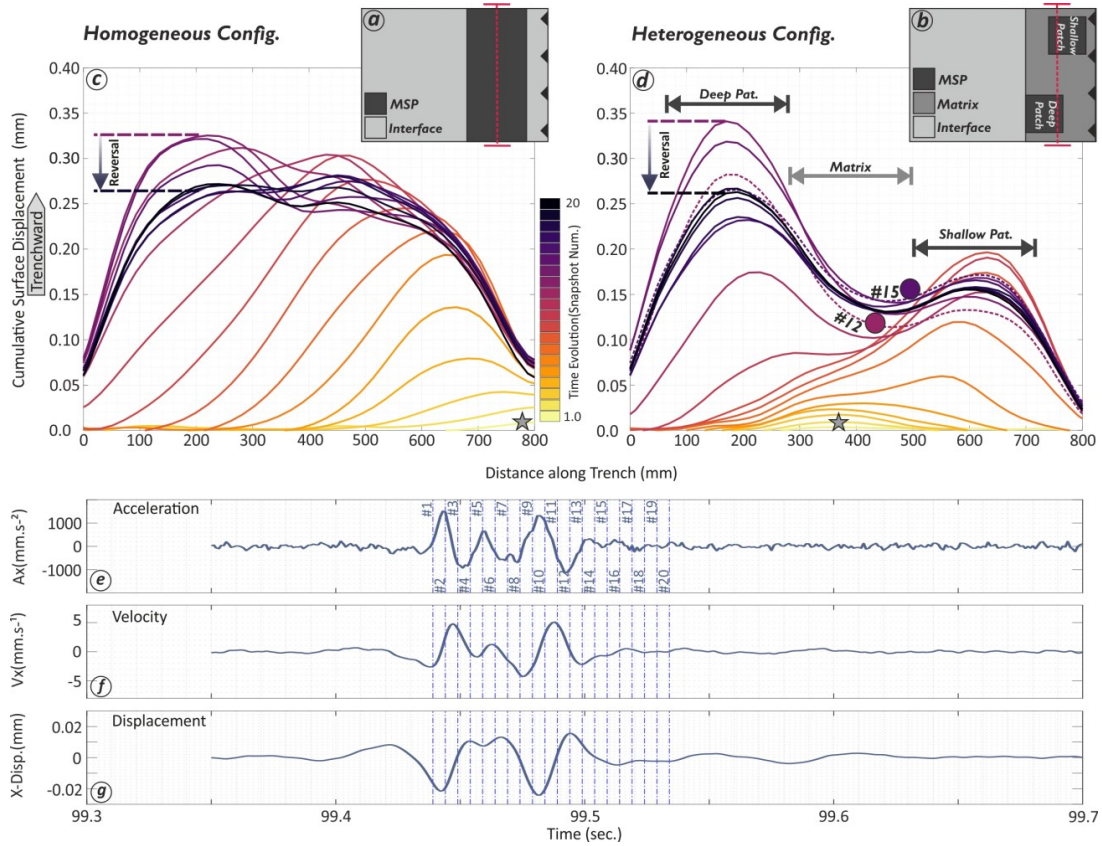 Homogeneous Config.
a
MSP
Interface
Heterogeneous Config.
b
MSP
Matrix
Interface
Shallow
Patch
Deep
Patch
Cumulative Surface Displacement (mm)
Trenchward
0.40
0.35
0.30
0.25
0.20
0.15
0.10
0.05
0.0
c
Reversal
0 100 200 300 400 500 600 700 800
20
Time Evolution(Snapshot Num.)
1.0
0.40
0.35
0.30
0.25
0.20
0.15
0.10
0.05
0.0
d
Deep Pat.
Reversal
Matrix
Shallow Pat.
#15
#12
0 100 200 300 400 500 600 700 800
Distance along Trench (mm)
Acceleration
Ax(mm.s-²)
1000
0
-1000
e
#1 #3 #5 #7 #9 #11 #13 #15 #17 #19
#2 #4 #6 #8 #10 #12 #14 #16 #18 #20
Velocity
Vx(mm.s-¹)
5
0
-5
f
Displacement
X-Disp.(mm)
0.02
0
-0.02
g
99.3 99.4 99.5 99.6 99.7
Time (sec.)